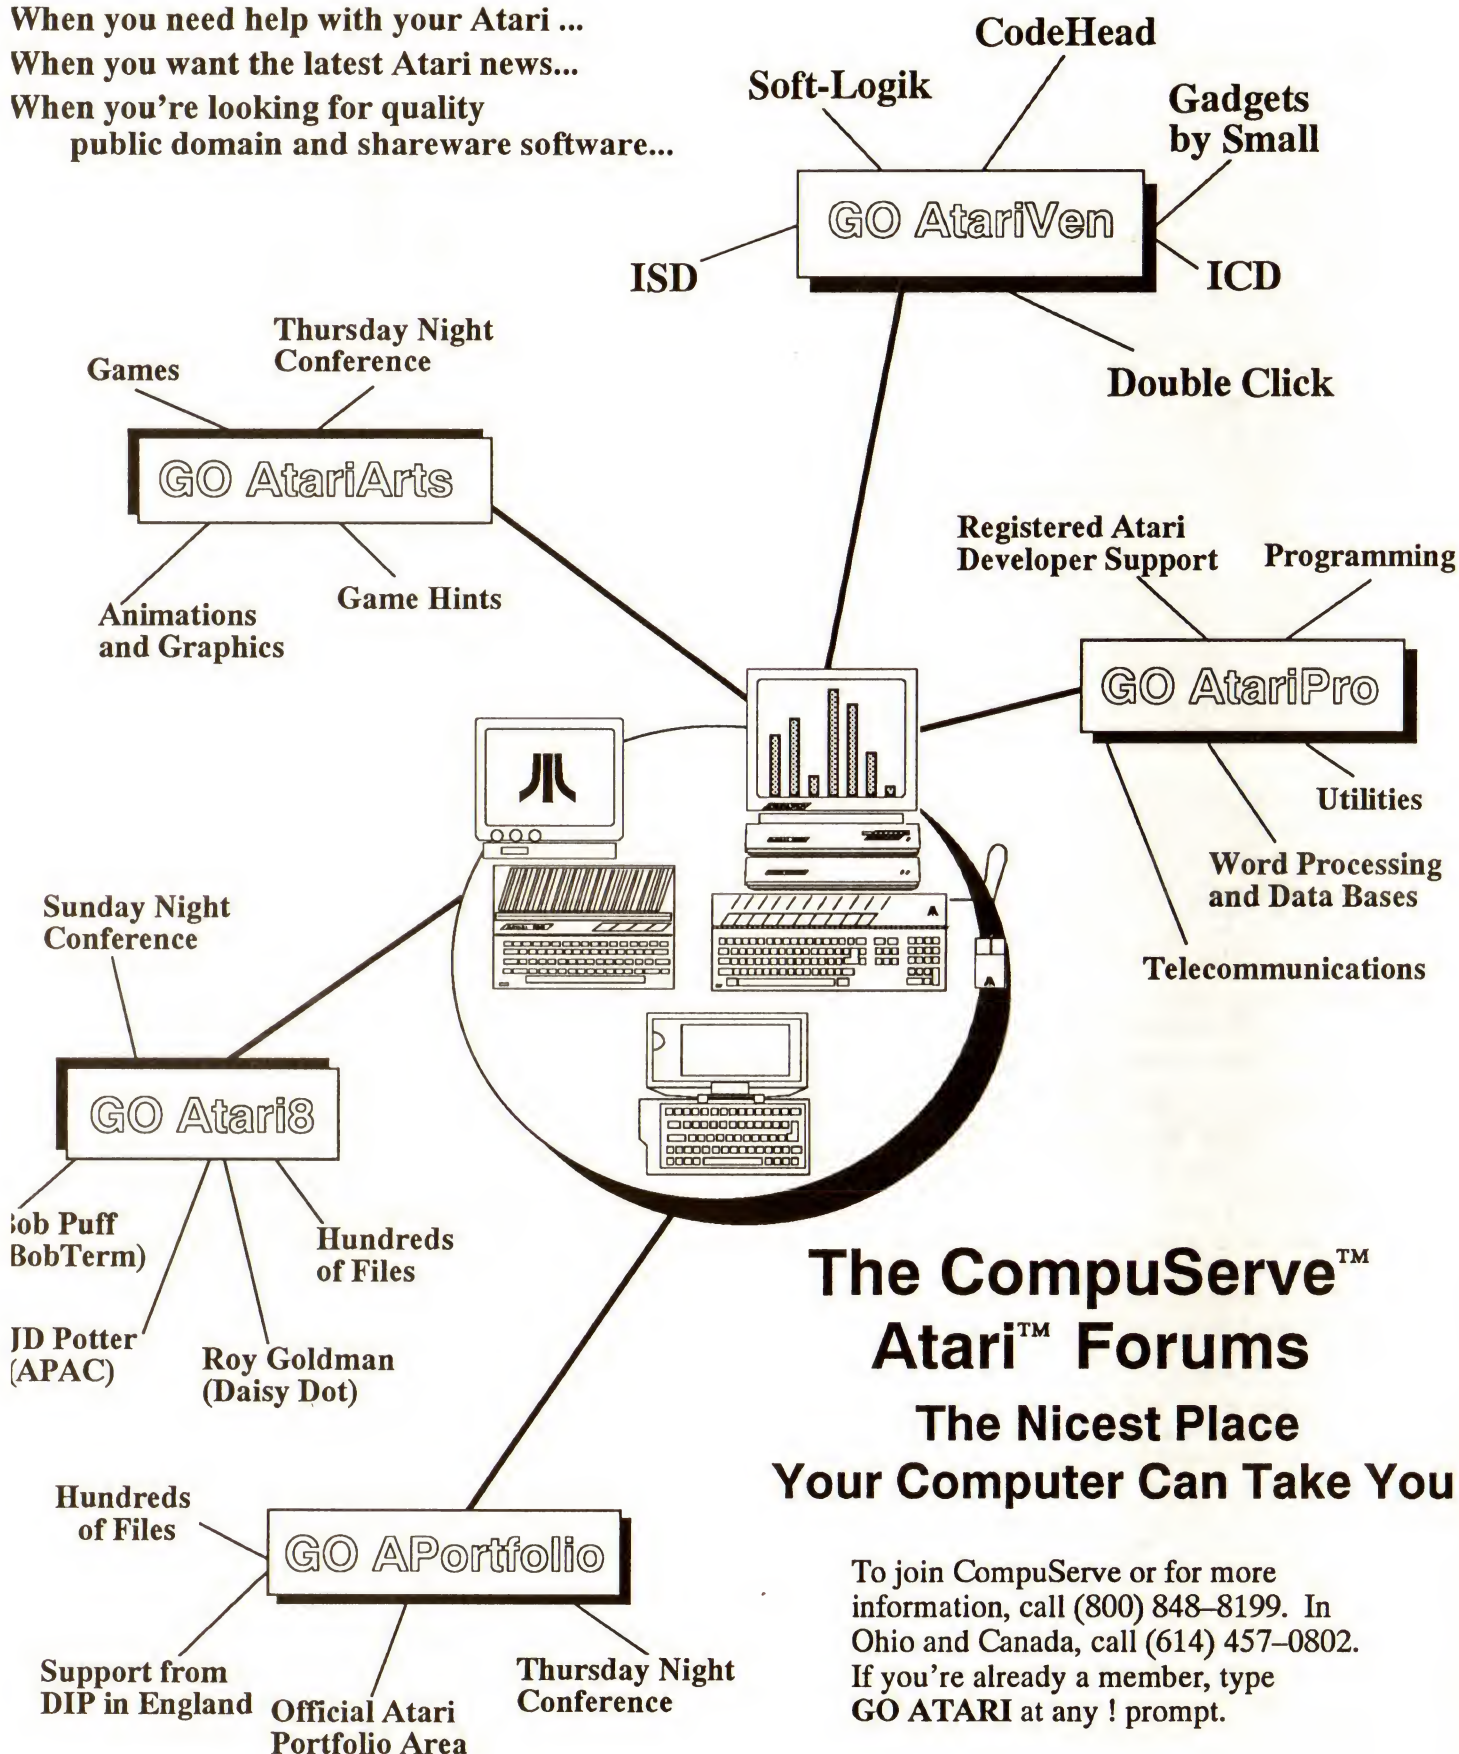 When you need help with your Atari ...
When you want the latest Atari news...
When you're looking for quality
public domain and shareware software...
CodeHead
Soft-Logik
Gadgets
by Small
GO AtariVen
ISD
ICD
Double Click
Thursday Night
Conference
Games
GO AtariArts
Animations
and Graphics
Game Hints
Registered Atari
Developer Support
Programming
GO AtariPro
Utilities
Word Processing
and Data Bases
Telecommunications
Sunday Night
Conference
GO Atari8
ob Puff
BobTerm)
Hundreds
of Files
JD Potter
(APAC)
Roy Goldman
(Daisy Dot)
The CompuServe™
Atari™ Forums
The Nicest Place
Your Computer Can Take You
Hundreds
of Files
GO APortfolio
Support from
DIP in England
Official Atari
Portfolio Area
Thursday Night
Conference
To join CompuServe or for more
information, call (800) 848–8199. In
Ohio and Canada, call (614) 457–0802.
If you're already a member, type
GO ATARI at any ! prompt.